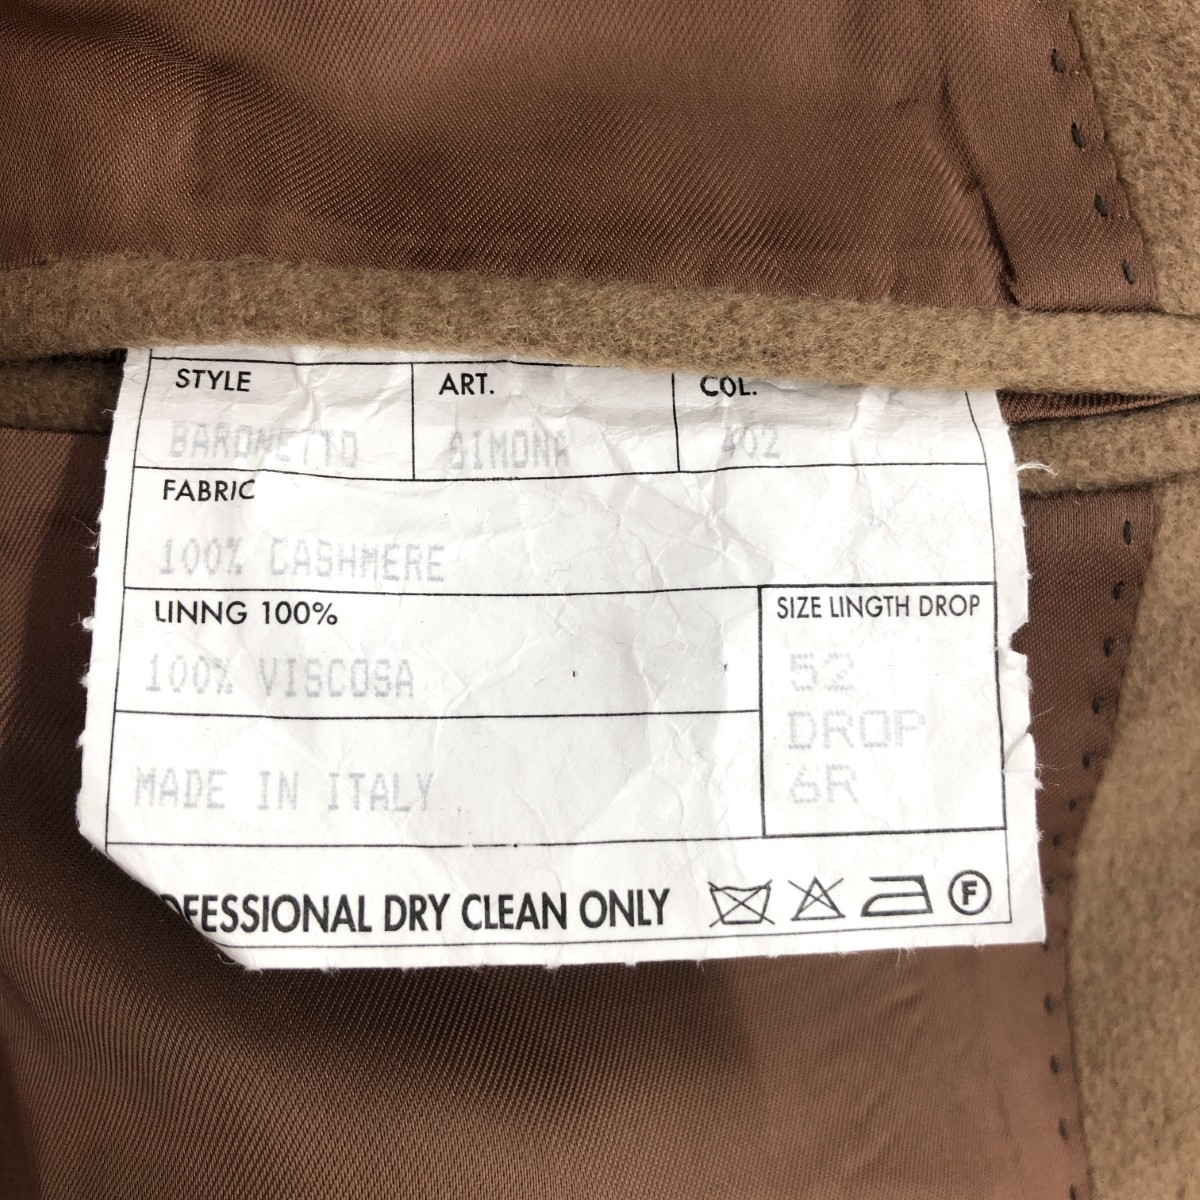 STYLE ART. COL.
BARONETTO SIMONA 402
FABRIC
100% CASHMERE
LINNG 100% SIZE LINGTH DROP
100% VISCOSA 52
DROP
MADE IN ITALY 6R
OFESSIONAL DRY CLEAN ONLY F